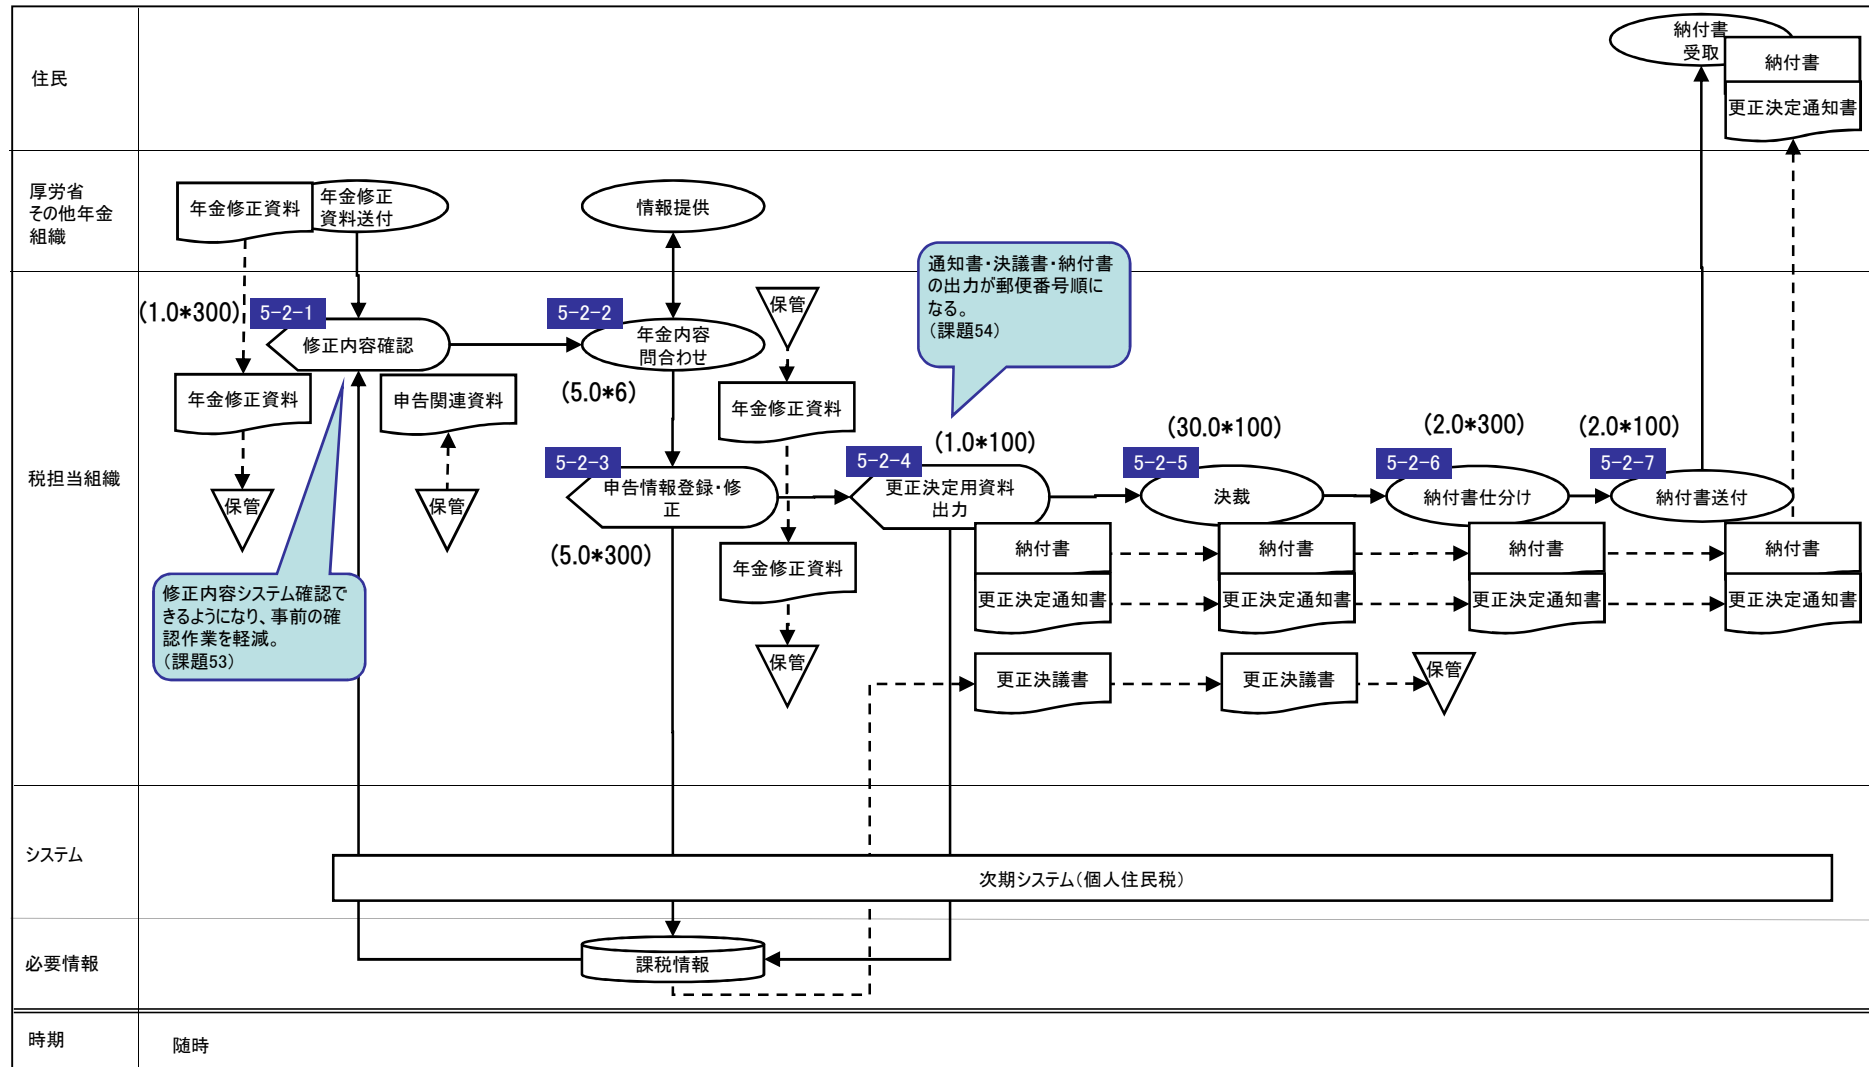 住民
納付書
受取
納付書
更正決定通知書
厚労省
その他年金
組織
年金修正資料
年金修正
資料送付
情報提供
通知書・決議書・納付書
の出力が郵便番号順に
なる。
(課題54)
税担当組織
(1.0*300)
5-2-1
修正内容確認
5-2-2
年金内容
問合わせ
(5.0*6)
保管
年金修正資料
申告関連資料
年金修正資料
保管
保管
5-2-3
申告情報登録・修
正
(5.0*300)
(1.0*100)
5-2-4
更正決定用資料
出力
(30.0*100)
5-2-5
決裁
(2.0*300)
5-2-6
納付書仕分け
(2.0*100)
5-2-7
納付書送付
年金修正資料
保管
納付書
更正決定通知書
納付書
更正決定通知書
納付書
更正決定通知書
納付書
更正決定通知書
修正内容システム確認で
きるようになり、事前の確
認作業を軽減。
(課題53)
更正決議書
更正決議書
保管
システム
次期システム(個人住民税)
必要情報
課税情報
時期
随時